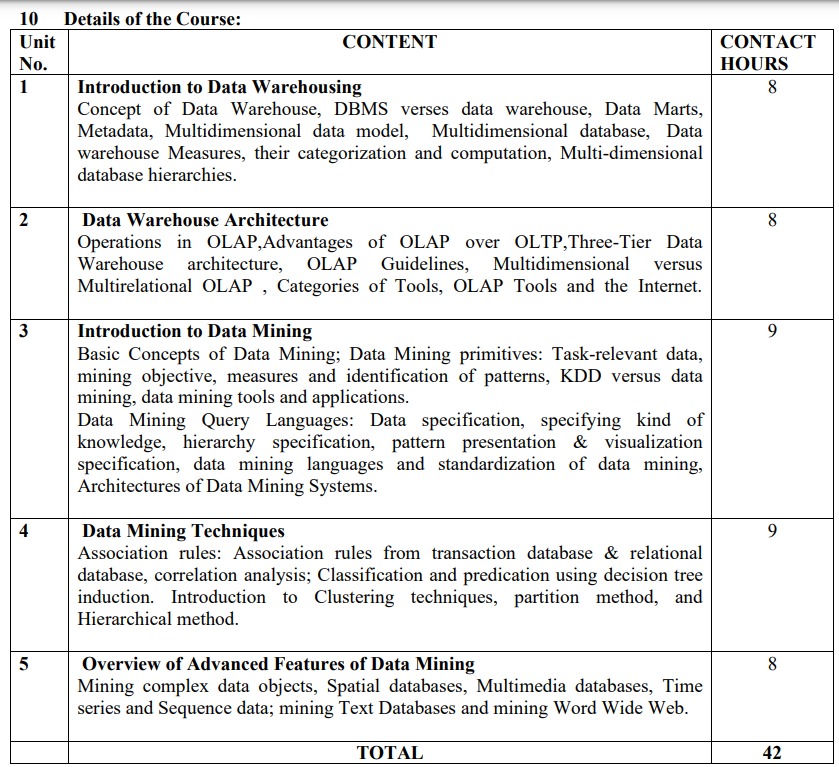 10 Details of the Course:
Unit No. CONTENT CONTACT HOURS
1 Introduction to Data Warehousing 8
Concept of Data Warehouse, DBMS verses data warehouse, Data Marts,
Metadata, Multidimensional data model, Multidimensional database, Data
warehouse Measures, their categorization and computation, Multi-dimensional
database hierarchies.
2 Data Warehouse Architecture 8
Operations in OLAP,Advantages of OLAP over OLTP,Three-Tier Data
Warehouse architecture, OLAP Guidelines, Multidimensional versus
Multirelational OLAP , Categories of Tools, OLAP Tools and the Internet.
3 Introduction to Data Mining 9
Basic Concepts of Data Mining; Data Mining primitives: Task-relevant data,
mining objective, measures and identification of patterns, KDD versus data
mining, data mining tools and applications.
Data Mining Query Languages: Data specification, specifying kind of
knowledge, hierarchy specification, pattern presentation & visualization
specification, data mining languages and standardization of data mining,
Architectures of Data Mining Systems.
4 Data Mining Techniques 9
Association rules: Association rules from transaction database & relational
database, correlation analysis; Classification and predication using decision tree
induction. Introduction to Clustering techniques, partition method, and
Hierarchical method.
5 Overview of Advanced Features of Data Mining 8
Mining complex data objects, Spatial databases, Multimedia databases, Time
series and Sequence data; mining Text Databases and mining Word Wide Web.
TOTAL 42